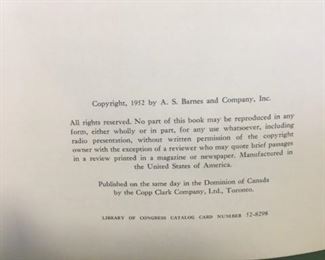 Copyright, 1952 by A. S. Barnes and Company, Inc.
All rights reserved. No part of this book may be reproduced in any
form, either wholly or in part, for any use whatsoever, including
radio presentation, without written permission of the copyright
owner with the exception of a reviewer who may quote brief passages
in a review printed in a magazine or newspaper. Manufactured in
the United States of America.
Published on the same day in the Dominion of Canada
by the Copp Clark Company, Ltd., Toronto.
LIBRARY OF CONGRESS CATALOG CARD NUMBER 52-8298